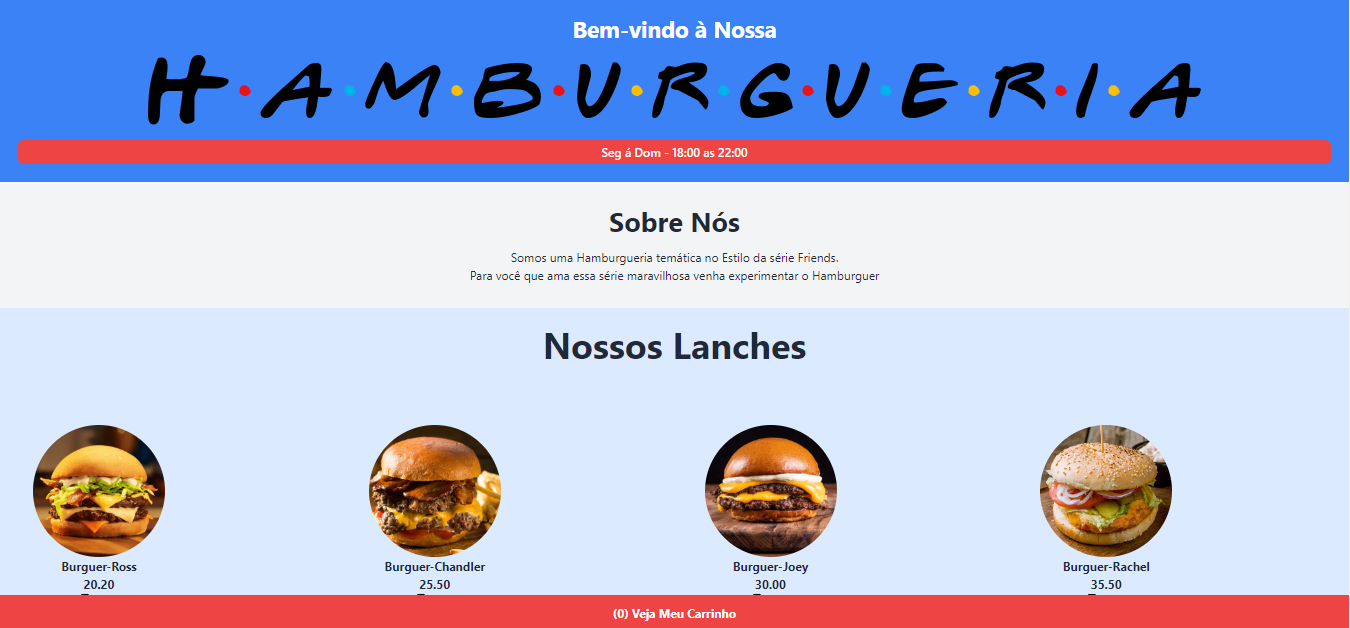 Bem-vindo à Nossa
H•A•M•B•U•R•G•U•E•R•I•A
Seg á Dom - 18:00 as 22:00
Sobre Nós
Somos uma Hamburgueria temática no Estilo da série Friends.
Para você que ama essa série maravilhosa venha experimentar o Hamburguer
Nossos Lanches
Burguer-Ross
20.20
Burguer-Chandler
25.50
Burguer-Joey
30.00
Burguer-Rachel
35.50
(0) Veja Meu Carrinho